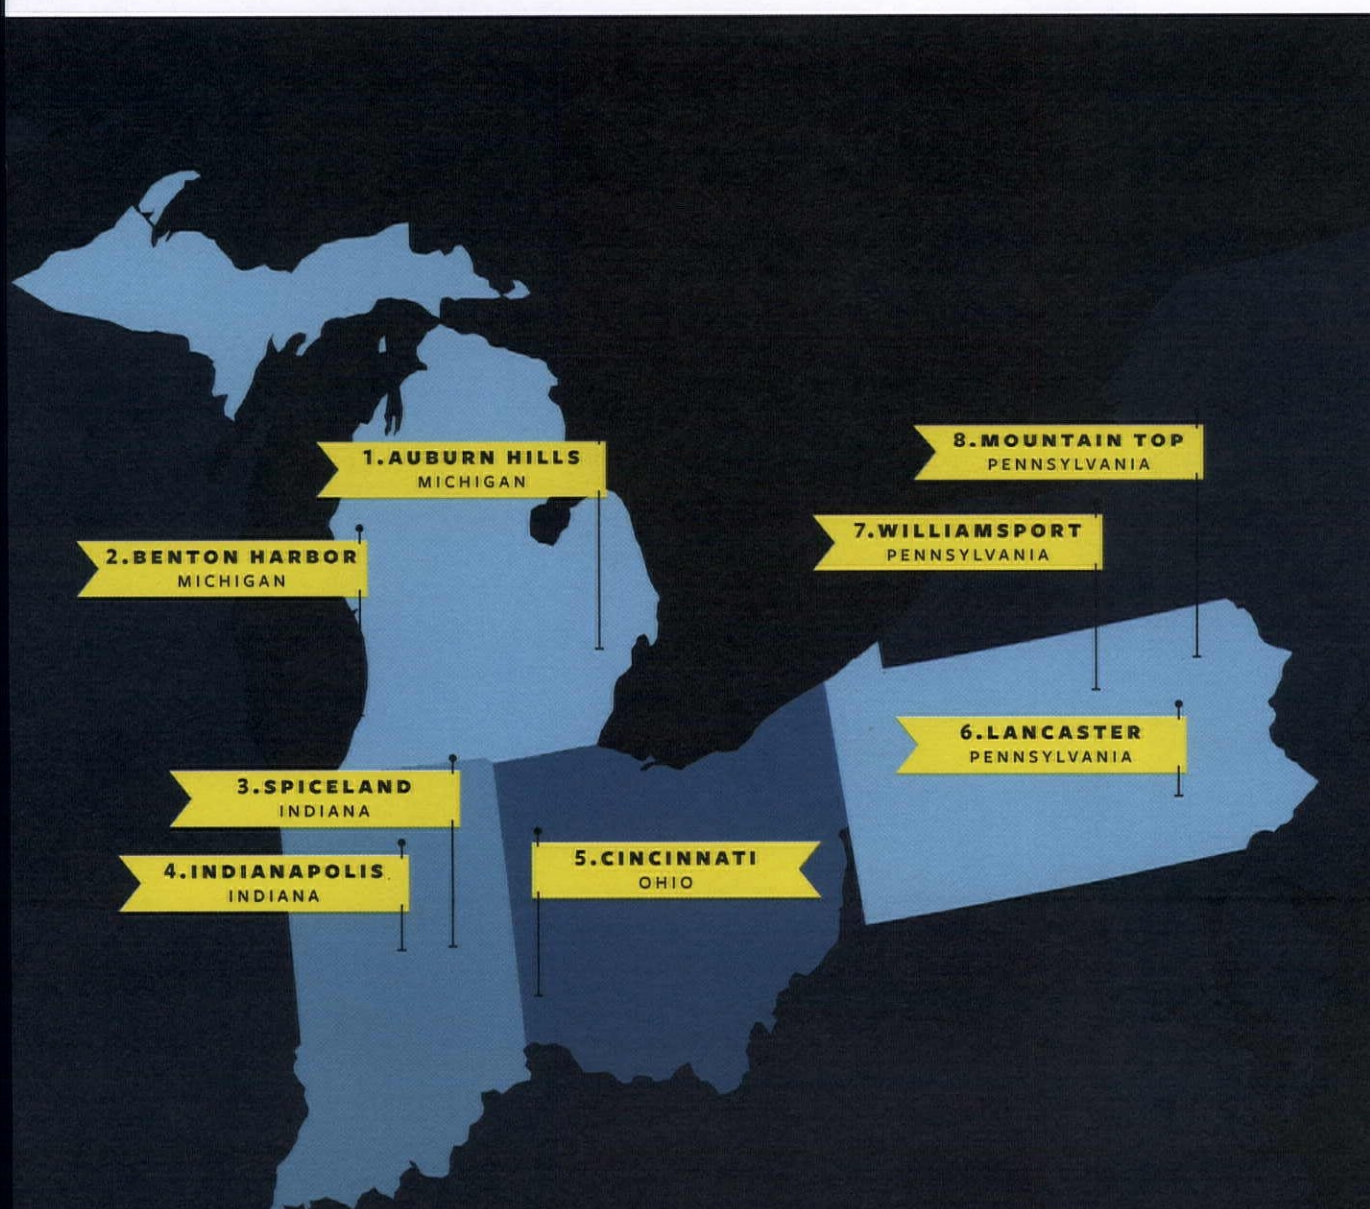 1.AUBURN HILLS
MICHIGAN
2.BENTON HARBOR
MICHIGAN
3.SPICELAND
INDIANA
4.INDIANAPOLIS
INDIANA
5.CINCINNATI
OHIO
6.LANCASTER
PENNSYLVANIA
7.WILLIAMSPORT
PENNSYLVANIA
8.MOUNTAIN TOP
PENNSYLVANIA